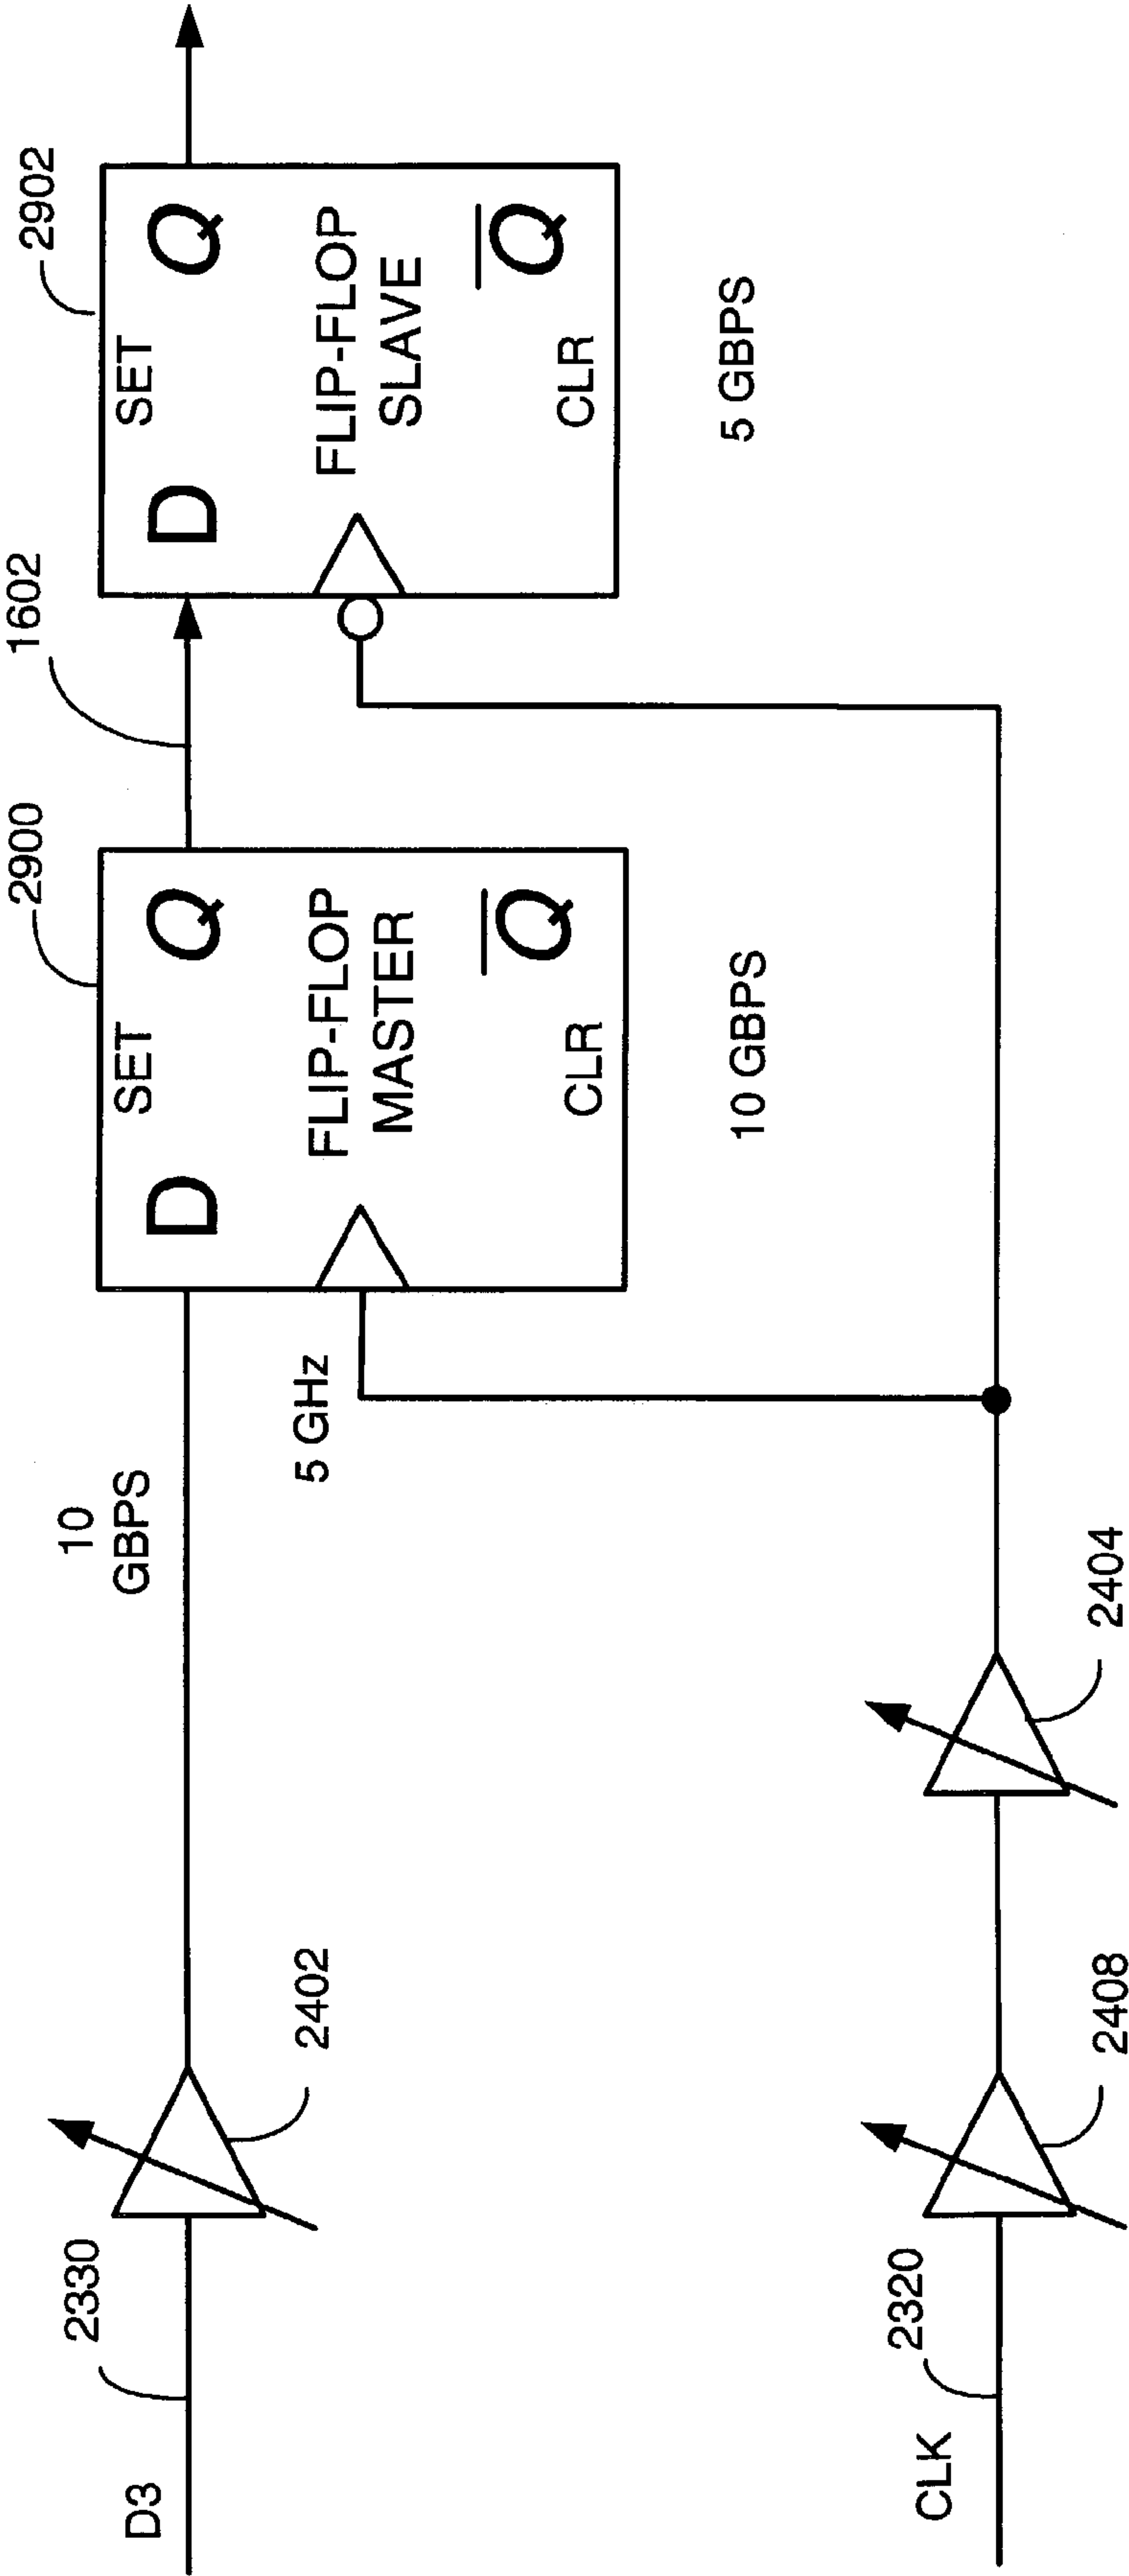 D3
2330
2402
10
GBPS
5 GHz
2900
SET
D
Q
FLIP-FLOP
MASTER
Q
CLR
10 GBPS
1602
2902
SET
D
Q
FLIP-FLOP
SLAVE
Q
CLR
5 GBPS
CLK
2320
2408
2404